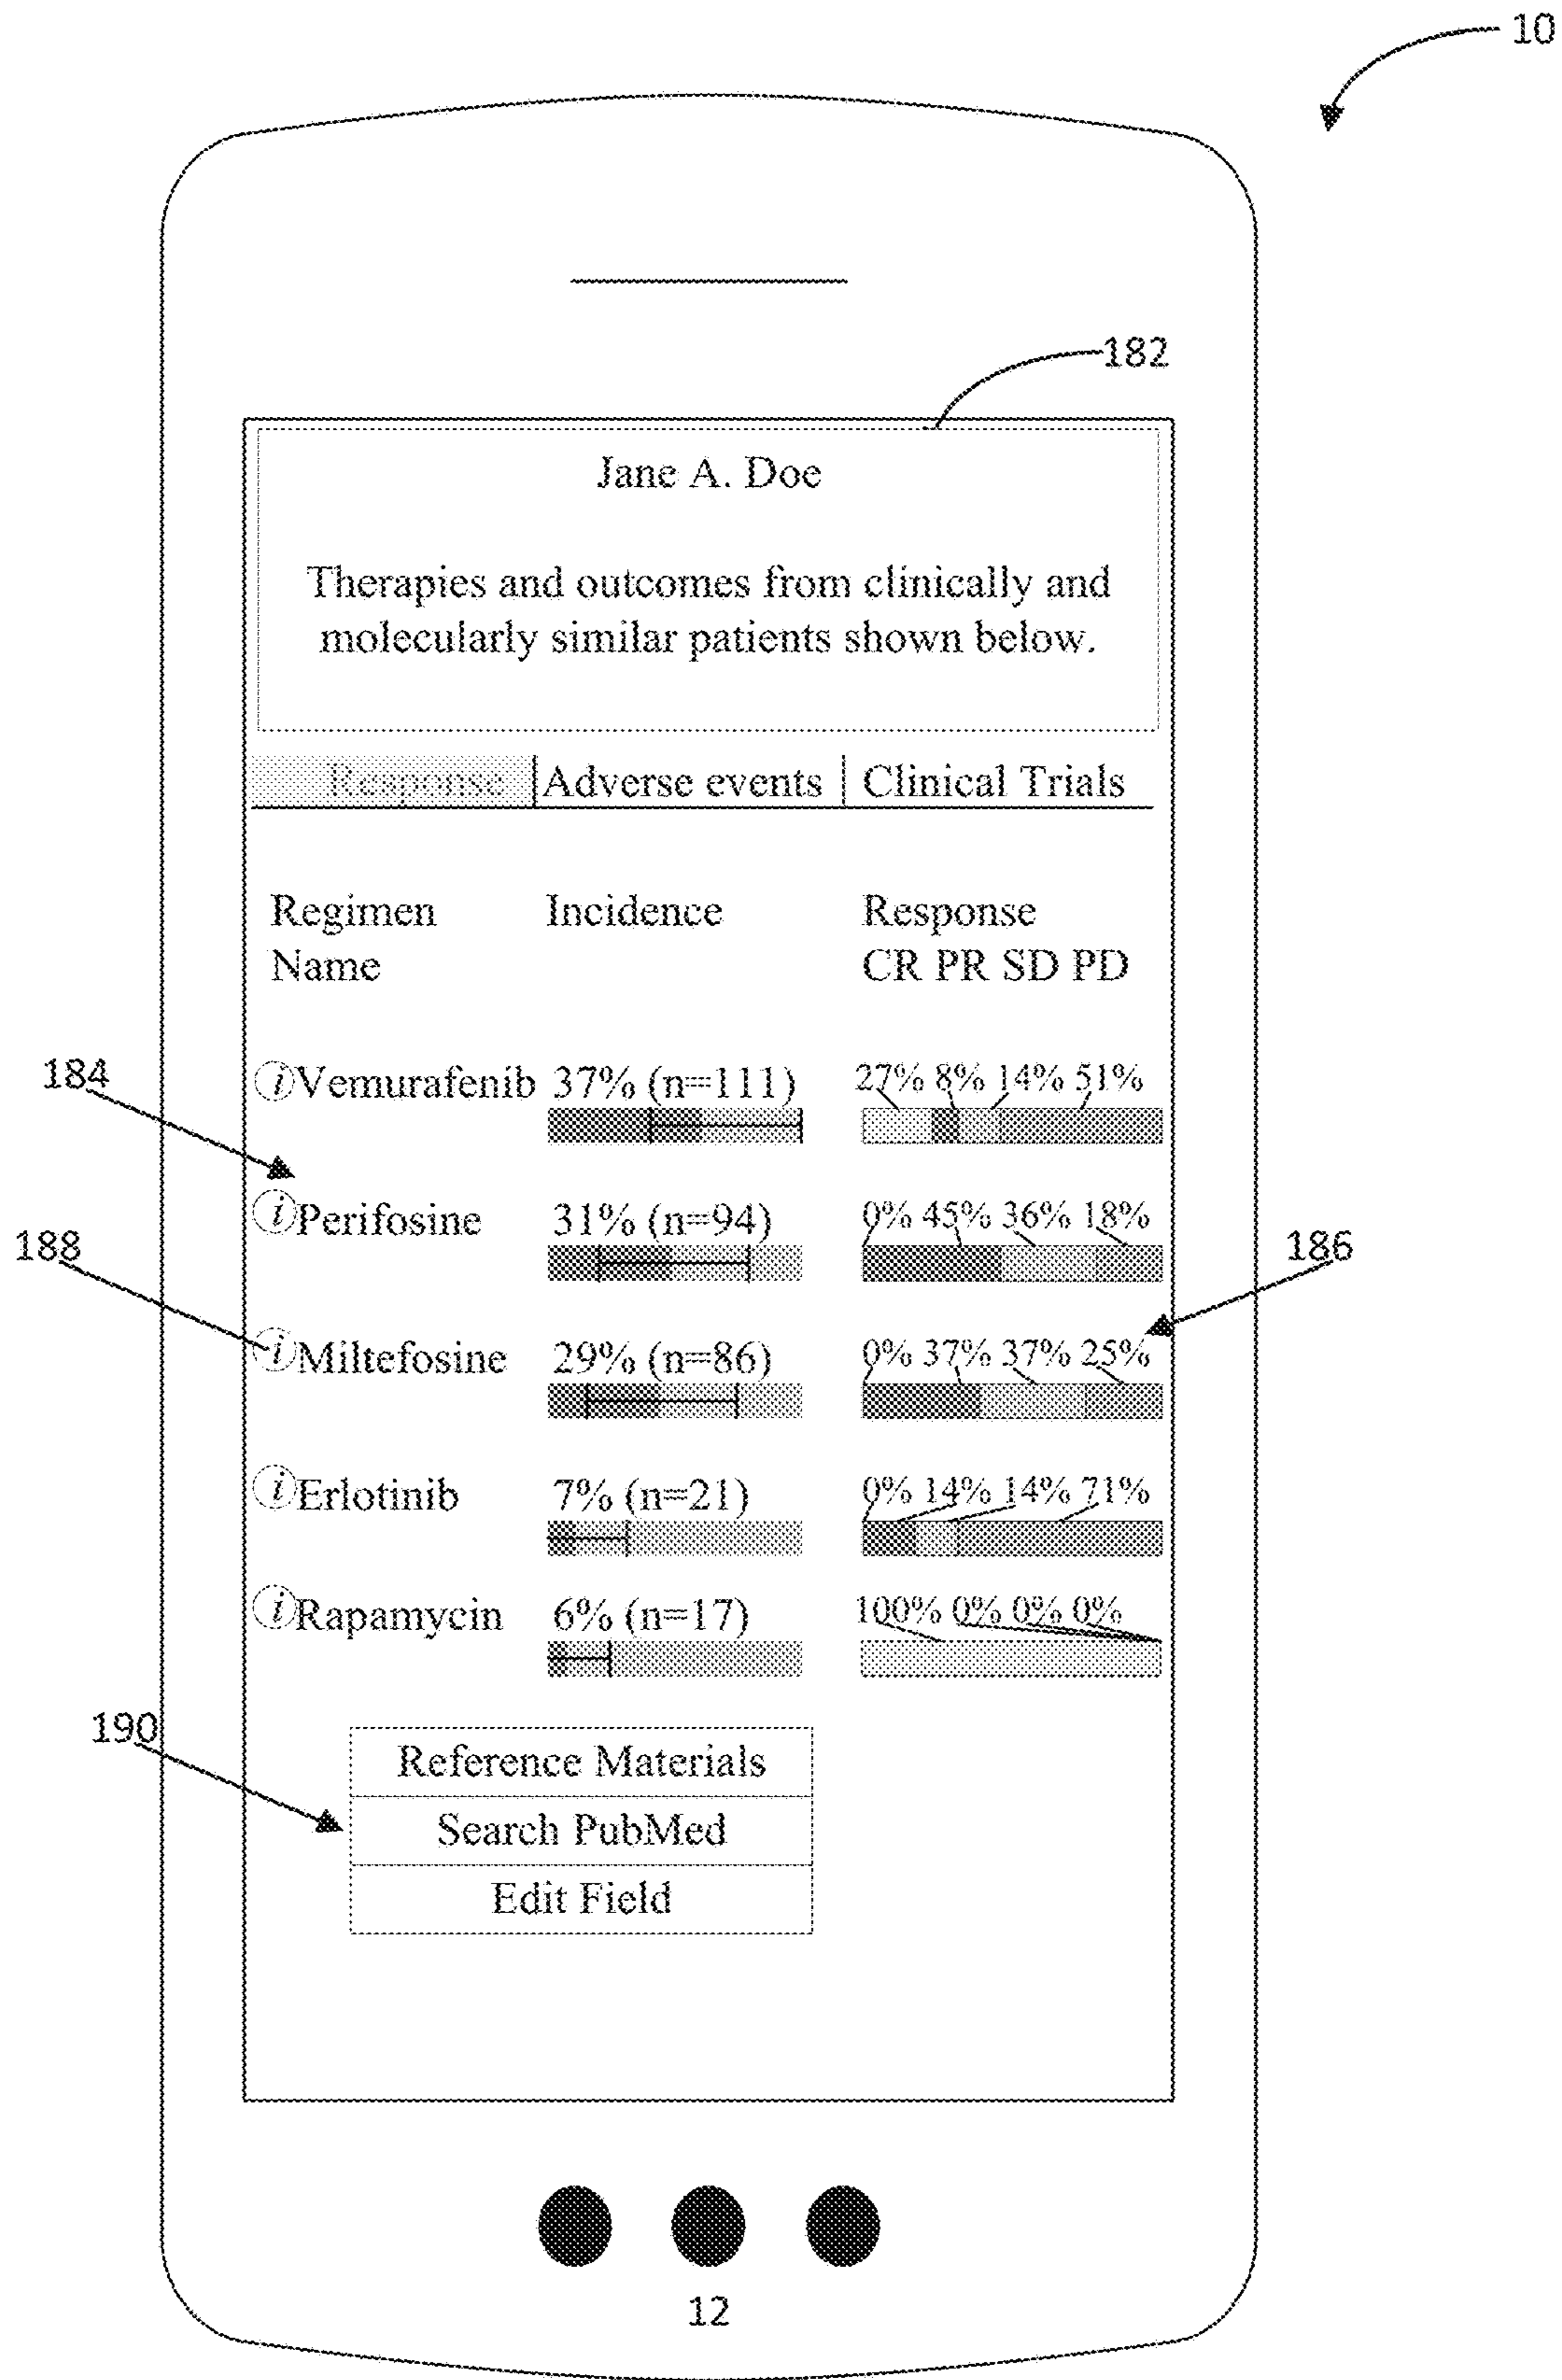 10
182
Jane A. Doe
Therapies and outcomes from clinically and
molecularly similar patients shown below.
Response Adverse events Clinical Trials
Regimen Incidence Response
Name CR PR SD PD
184
i Vemurafenib 37% (n=111) 27% 8% 14% 51%
i Perifosine 31% (n=94) 0% 45% 36% 18%
188
186
i Miltefosine 29% (n=86) 0% 37% 37% 25%
i Erlotinib 7% (n=21) 0% 14% 14% 71%
i Rapamycin 6% (n=17) 100% 0% 0% 0%
190
Reference Materials
Search PubMed
Edit Field
12